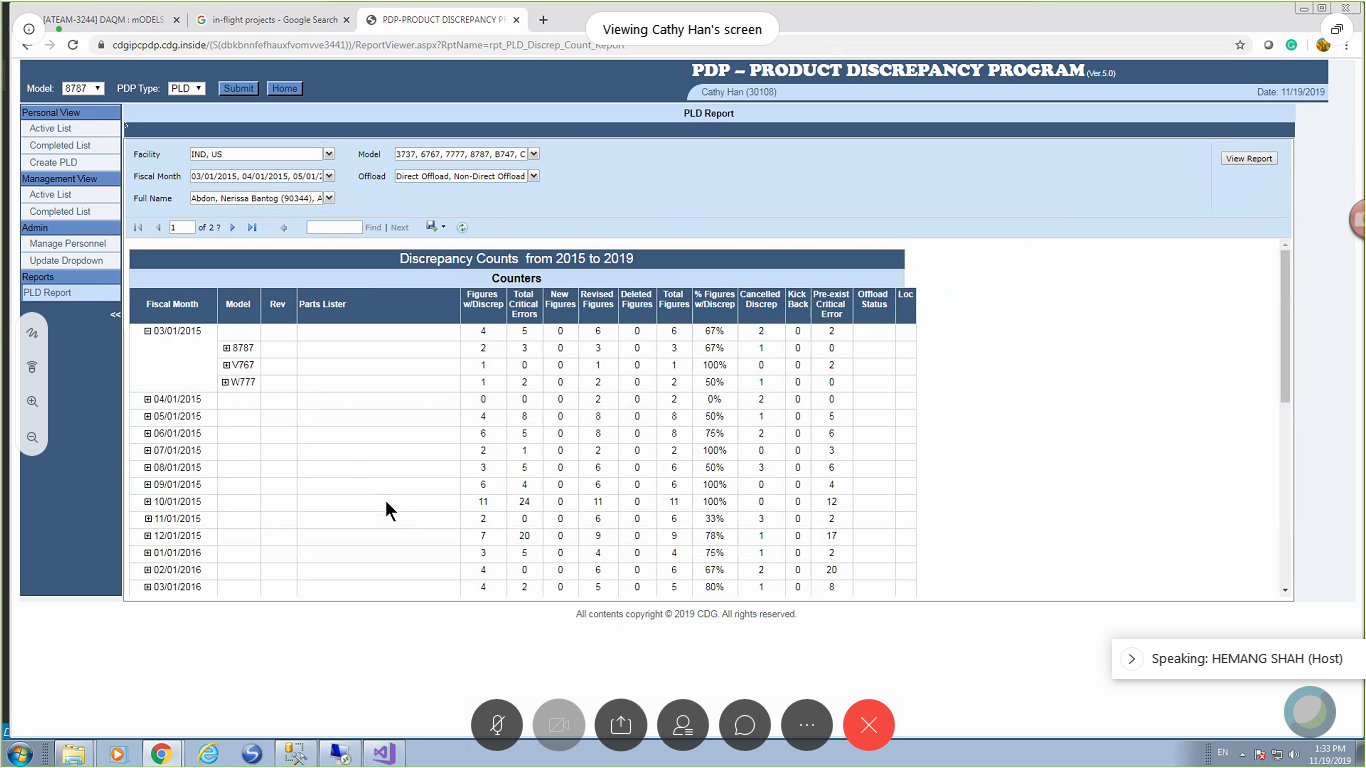 [ATEAM-3244] DAQM : mODELS
in-flight projects - Google Search
PDP-PRODUCT DISCREPANCY P
Viewing Cathy Han's screen
cdgipcpdp.cdg.inside/(S(dbkbnnfefhauxfvomvve3441))/ReportViewer.aspx?RptName=rpt_PLD_Discrep_Count_Report
PDP – PRODUCT DISCREPANCY PROGRAM (Ver.5.0)
Model: 8787 PDP Type: PLD Submit Home
Cathy Han (30108) Date: 11/19/2019
Personal View
Active List
Completed List
Create PLD
Management View
Active List
Completed List
Admin
Manage Personnel
Update Dropdown
Reports
PLD Report
<<
PLD Report
Facility IND, US Model 3737, 6767, 7777, 8787, B747, C View Report
Fiscal Month 03/01/2015, 04/01/2015, 05/01/2 Offload Direct Offload, Non-Direct Offload
Full Name Abdon, Nerissa Bantog (90344), A
1 of 2 ? Find | Next
Discrepancy Counts from 2015 to 2019
Counters
Fiscal Month Model Rev Parts Lister Figures w/Discrep Total Critical Errors New Figures Revised Figures Deleted Figures Total Figures % Figures w/Discrep Cancelled Discrep Kick Back Pre-exist Critical Error Offload Status Loc
03/01/2015 4 5 0 6 0 6 67% 2 0 2
8787 2 3 0 3 0 3 67% 1 0 0
V767 1 0 0 1 0 1 100% 0 0 2
W777 1 2 0 2 0 2 50% 1 0 0
04/01/2015 0 0 0 2 0 2 0% 2 0 0
05/01/2015 4 8 0 8 0 8 50% 1 0 5
06/01/2015 6 5 0 8 0 8 75% 2 0 6
07/01/2015 2 1 0 2 0 2 100% 0 0 3
08/01/2015 3 5 0 6 0 6 50% 3 0 6
09/01/2015 6 4 0 6 0 6 100% 0 0 4
10/01/2015 11 24 0 11 0 11 100% 0 0 12
11/01/2015 2 0 0 6 0 6 33% 3 0 2
12/01/2015 7 20 0 9 0 9 78% 1 0 17
01/01/2016 3 5 0 4 0 4 75% 1 0 2
02/01/2016 4 0 0 6 0 6 67% 2 0 20
03/01/2016 4 2 0 5 0 5 80% 1 0 8
All contents copyright © 2019 CDG. All rights reserved.
Speaking: HEMANG SHAH (Host)
EN
1:33 PM
11/19/2019